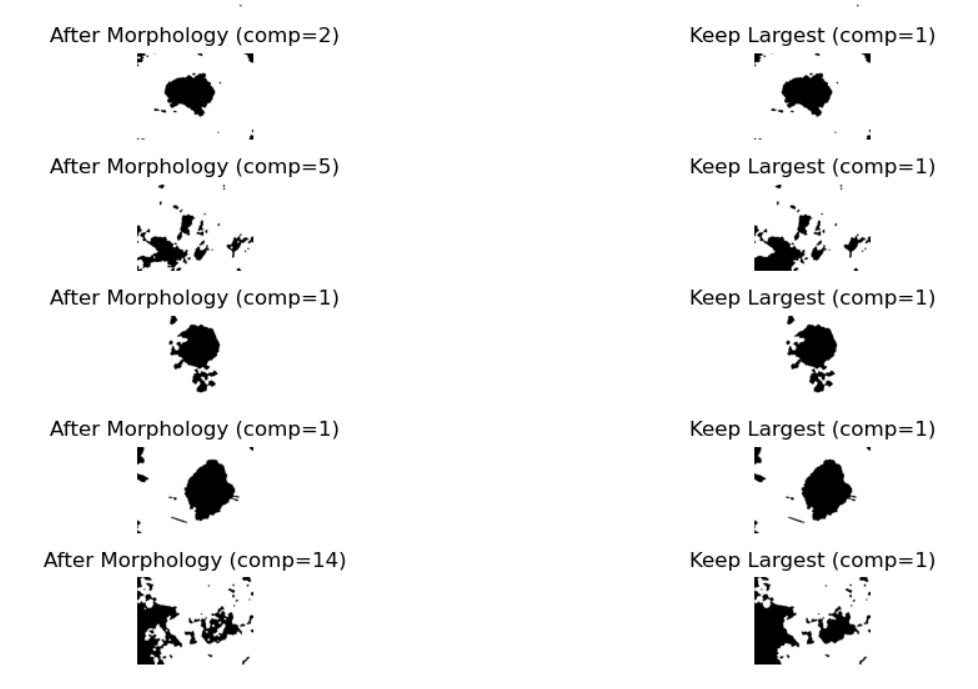 After Morphology (comp=2) Keep Largest (comp=1)
After Morphology (comp=5) Keep Largest (comp=1)
After Morphology (comp=1) Keep Largest (comp=1)
After Morphology (comp=1) Keep Largest (comp=1)
After Morphology (comp=14) Keep Largest (comp=1)